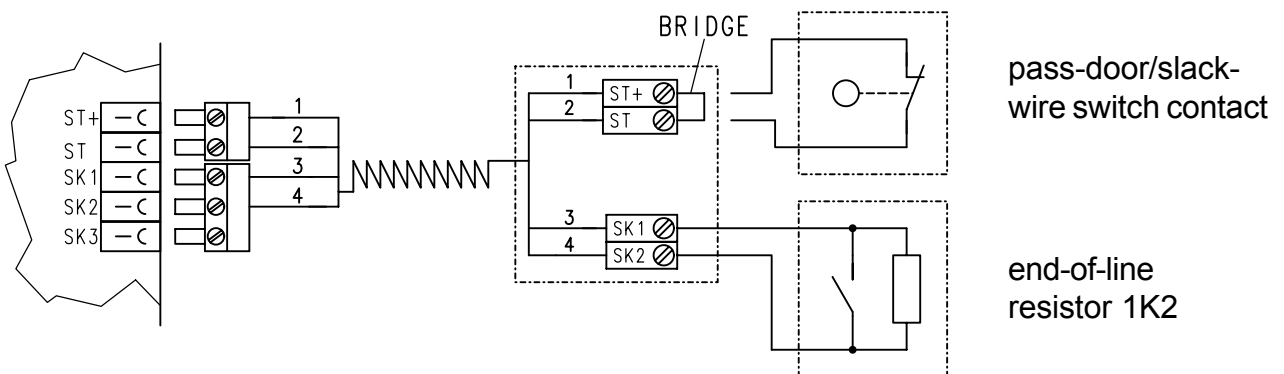 BRIDGE
ST+
ST
SK1
SK2
SK3
1
2
3
4
1
2
ST+
ST
3
4
SK1
SK2
pass-door/slack-
wire switch contact
end-of-line
resistor 1K2